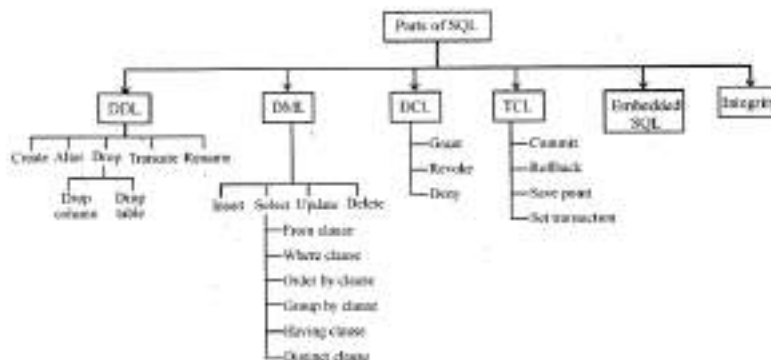 Parts of SQL
DDL
DML
DCL
TCL
Embedded SQL
Create Alter Drop Truncate Rename
Drop column
Drop table
Insert Select Update Delete
From clause
Where clause
Order by clause
Group by clause
Having clause
Distinct clause
Grant
Revoke
Deny
Commit
Rollback
Save point
Set transaction